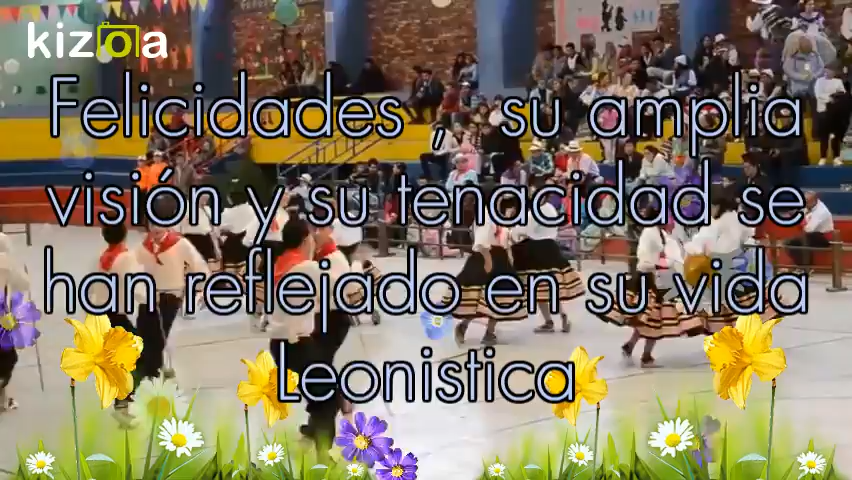 kizoa
Felicidades , su amplia
visión y su tenacidad se
han reflejado en su vida
Leonistica